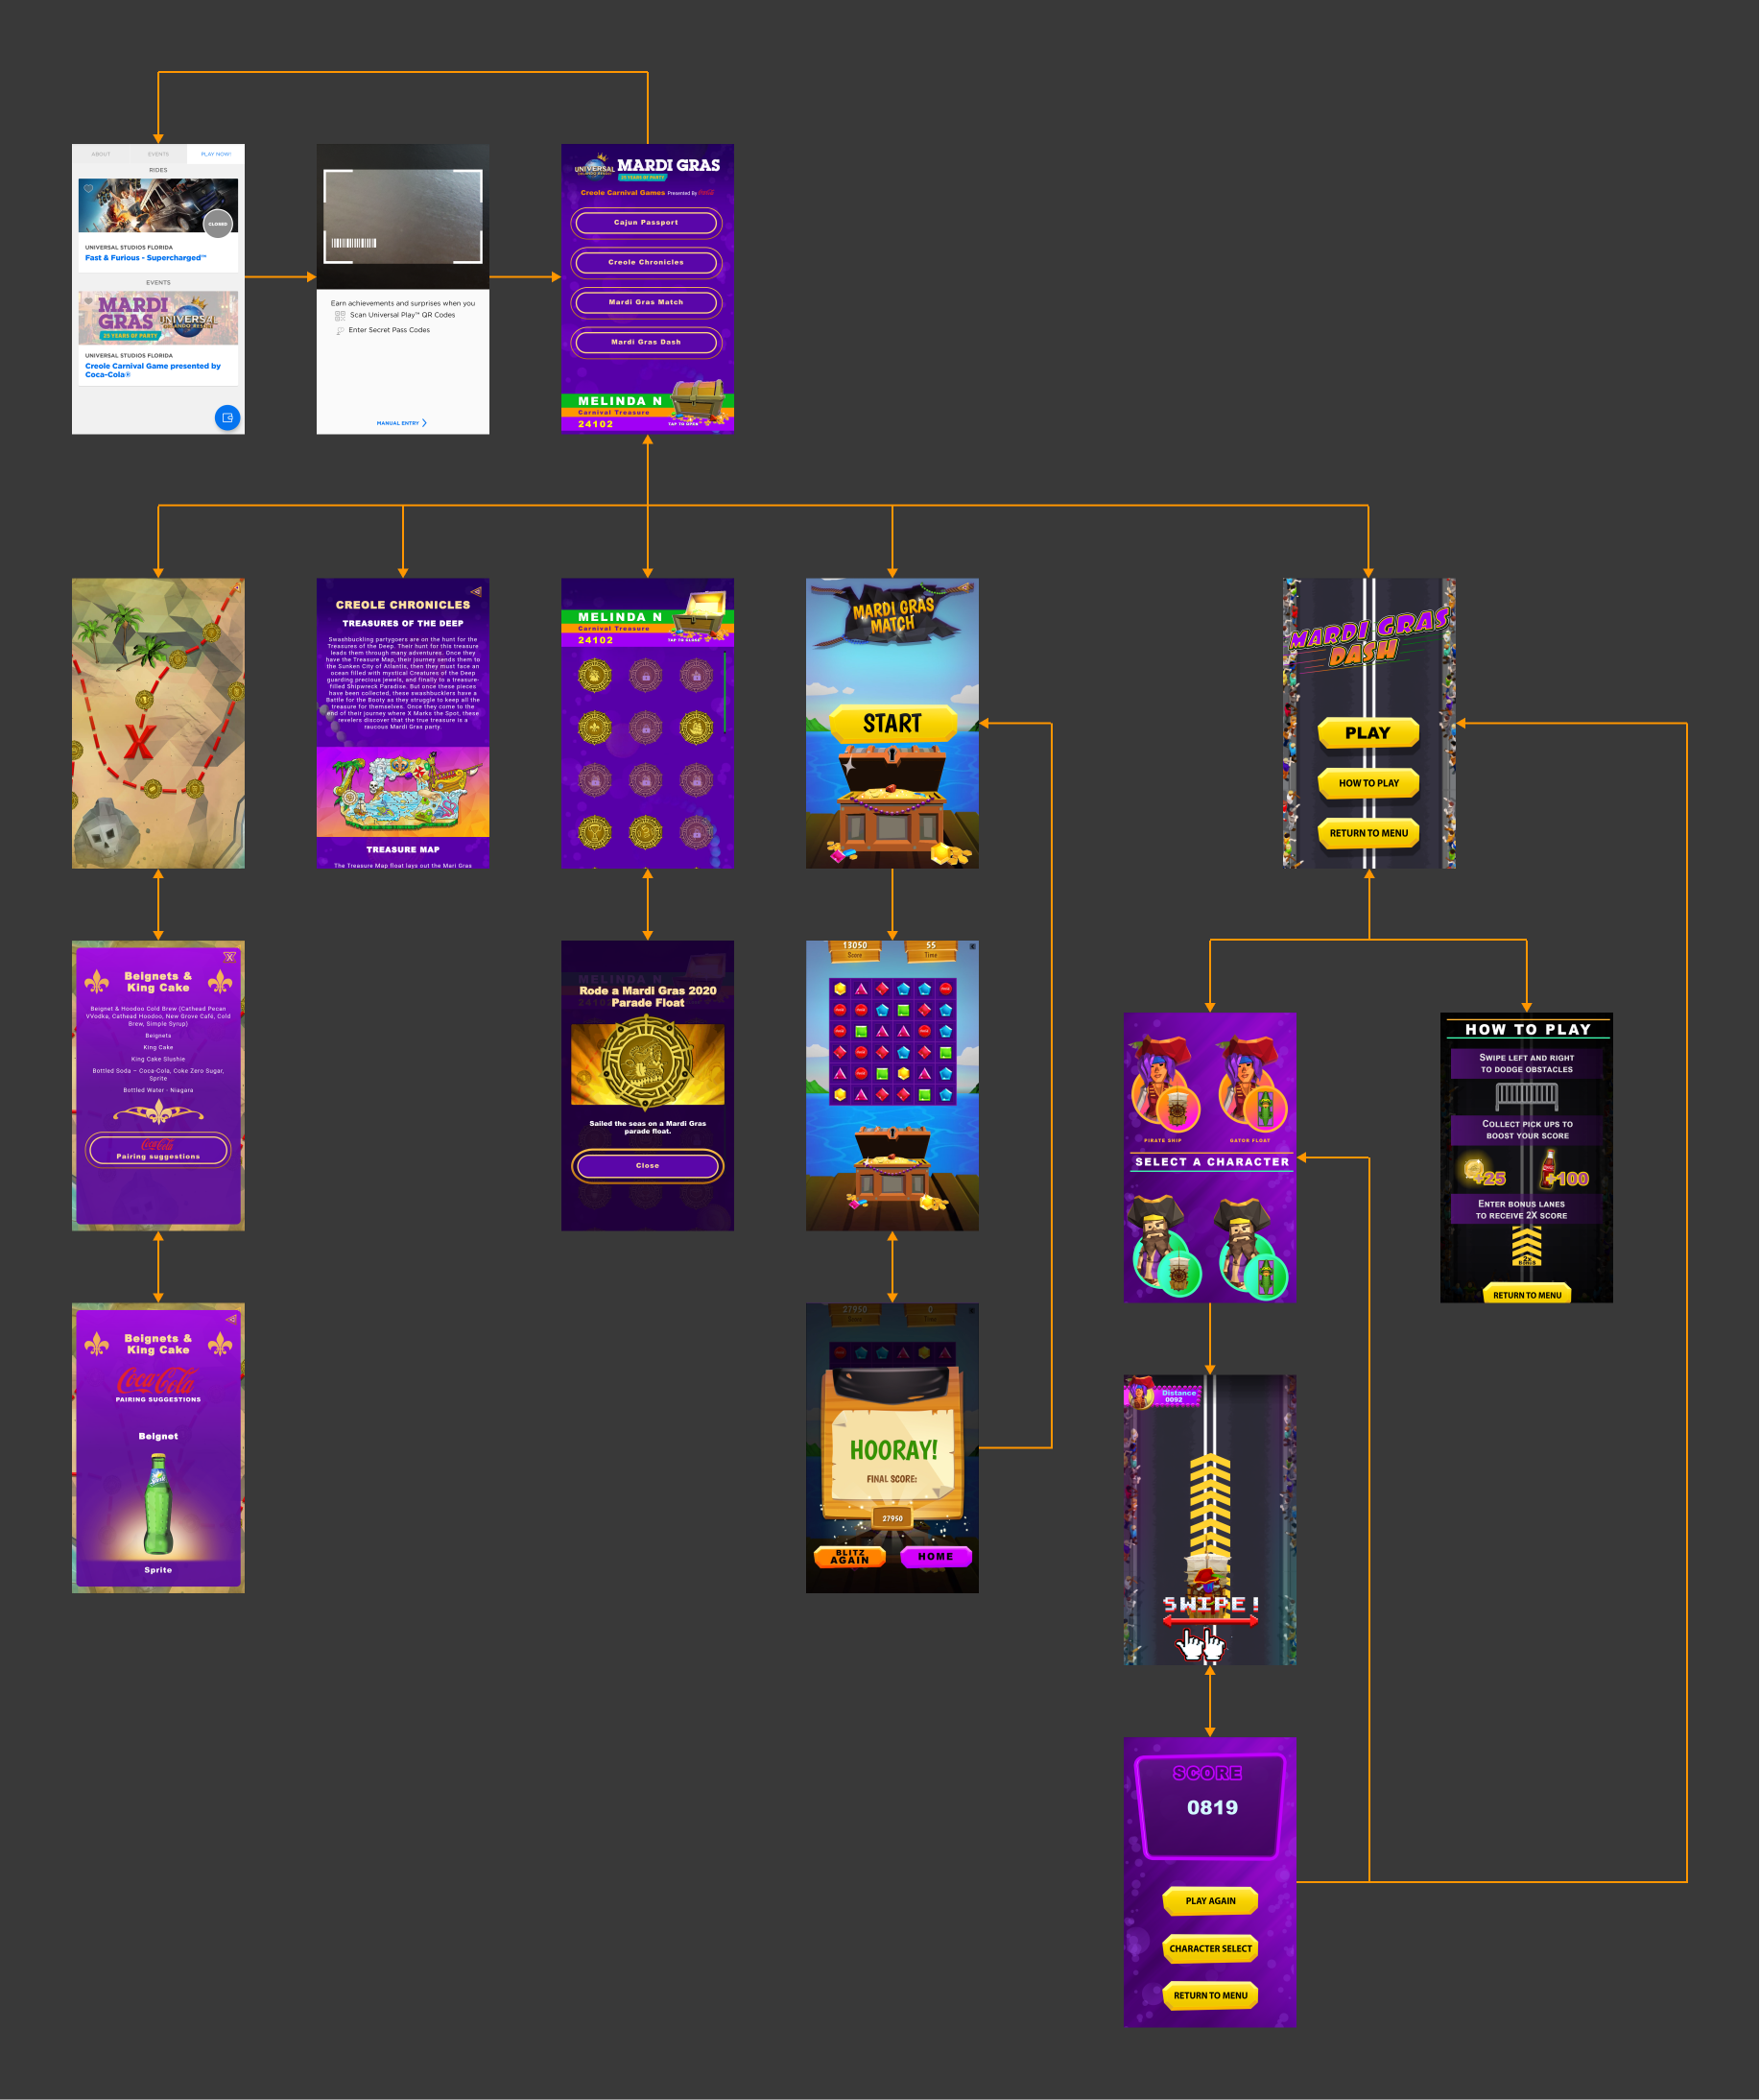 ABOUT
EVENTS
PLAY NOW!
RIDES
CLOSED
UNIVERSAL STUDIOS FLORIDA
Fast & Furious - Supercharged™
EVENTS
MARDI
GRAS
25 YEARS OF PARTY
UNIVERSAL
ORLANDO RESORT
UNIVERSAL STUDIOS FLORIDA
Creole Carnival Game presented by
Coca-Cola®
Earn achievements and surprises when you
Scan Universal Play™ QR Codes
Enter Secret Pass Codes
MANUAL ENTRY
UNIVERSAL
ORLANDO RESORT
MARDI GRAS
25 YEARS OF PARTY
Creole Carnival Games Presented By Coca-Cola
Cajun Passport
Creole Chronicles
Mardi Gras Match
Mardi Gras Dash
MELINDA N
Carnival Treasure
24102
TAP TO OPEN
X
CREOLE CHRONICLES
TREASURES OF THE DEEP
Swashbuckling partygoers are on the hunt for the
Treasures of the Deep. Their hunt for this treasure
leads them through many adventures. Once they
have the Treasure Map, their journey sends them to
the Sunken City of Atlantis, then they must face an
ocean filled with mystical Creatures of the Deep
guarding precious jewels, and finally to a treasure-
filled Shipwreck Paradise. But once these pieces
have been collected, these swashbucklers have a
Battle for the Booty as they struggle to keep all the
treasure for themselves. Once they come to the
end of their journey where X Marks the Spot, these
revelers discover that the true treasure is a
raucous Mardi Gras party.
TREASURE MAP
The Treasure Map float lays out the Mari Gras
MELINDA N
Carnival Treasure
24102
TAP TO CLOSE
MARDI GRAS
MATCH
START
MARDI GRAS
DASH
PLAY
HOW TO PLAY
RETURN TO MENU
X
Beignets &
King Cake
Beignet & Hoodoo Cold Brew (Cathead Pecan
VVodka, Cathead Hoodoo, New Grove Café, Cold
Brew, Simple Syrup)
Beignets
King Cake
King Cake Slushie
Bottled Soda – Coca-Cola, Coke Zero Sugar,
Sprite
Bottled Water - Niagara
Coca-Cola
Pairing suggestions
MELINDA N
24102
Rode a Mardi Gras 2020
Parade Float
Sailed the seas on a Mardi Gras
parade float.
Close
13050
Score
55
Time
PIRATE SHIP
GATOR FLOAT
SELECT A CHARACTER
HOW TO PLAY
SWIPE LEFT AND RIGHT
TO DODGE OBSTACLES
COLLECT PICK UPS TO
BOOST YOUR SCORE
+25
+100
ENTER BONUS LANES
TO RECEIVE 2X SCORE
2X
BONUS
RETURN TO MENU
Beignets &
King Cake
Coca-Cola
PAIRING SUGGESTIONS
Beignet
Sprite
Sprite
27950
Score
0
Time
HOORAY!
FINAL SCORE:
27950
BLITZ
AGAIN
HOME
Distance
0092
SWIPE!
SCORE
0819
PLAY AGAIN
CHARACTER SELECT
RETURN TO MENU